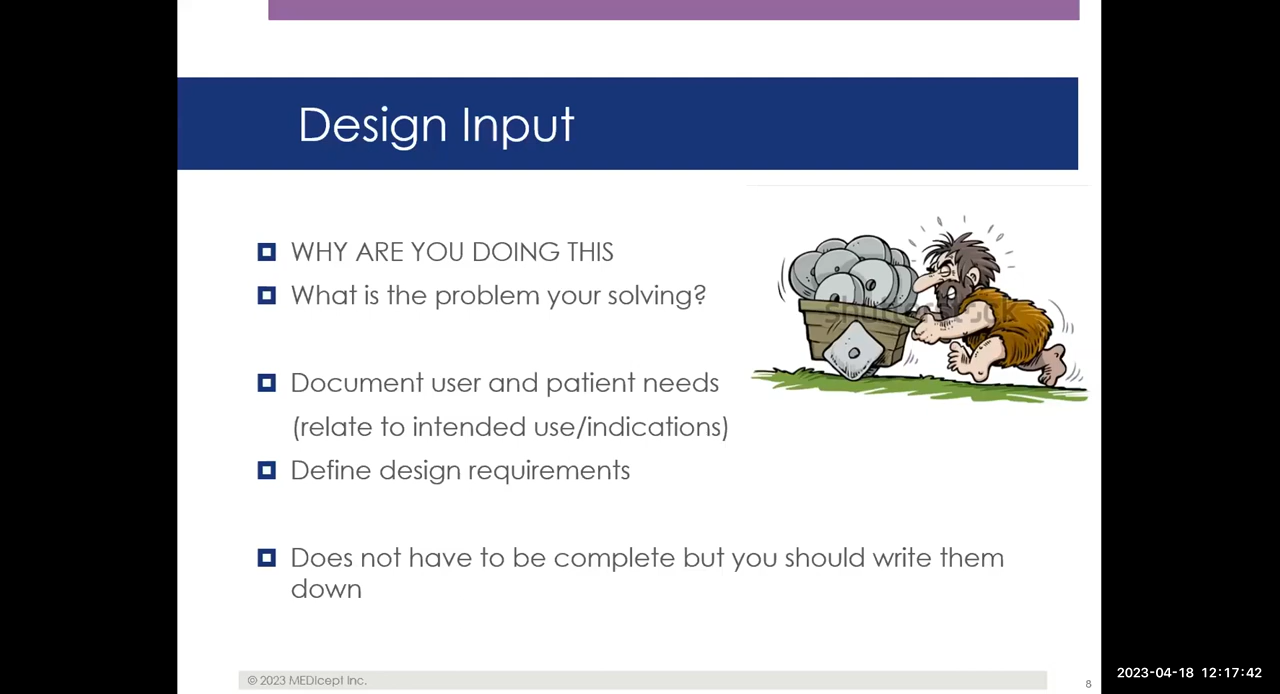 Design Input
WHY ARE YOU DOING THIS
What is the problem your solving?
shutterstock
Document user and patient needs
(relate to intended use/indications)
Define design requirements
Does not have to be complete but you should write them
down
© 2023 MEDIcept Inc.
8
2023-04-18 12:17:42